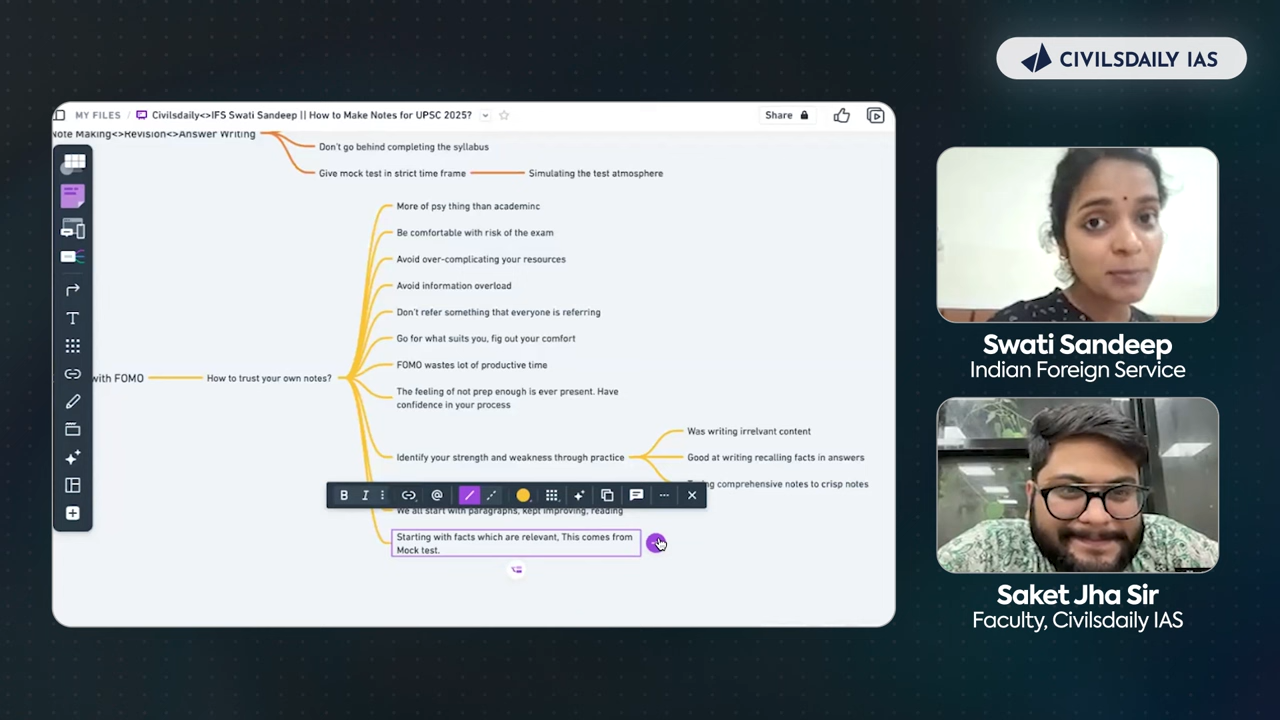 CIVILSDAILY IAS
MY FILES / Civilsdaily<>IFS Swati Sandeep || How to Make Notes for UPSC 2025?
Share
Note Making<>Revision<>Answer Writing
Don't go behind completing the syllabus
Give mock test in strict time frame
Simulating the test atmosphere
More of psy thing than academinc
Be comfortable with risk of the exam
Avoid over-complicating your resources
Avoid information overload
Don't refer something that everyone is referring
Go for what suits you, fig out your comfort
FOMO wastes lot of productive time
with FOMO
How to trust your own notes?
The feeling of not prep enough is ever present. Have
confidence in your process
Was writing irrelvant content
Identify your strength and weakness through practice
Good at writing recalling facts in answers
comprehensive notes to crisp notes
B I @
We all start with paragraphs, kept improving, reading
Starting with facts which are relevant, This comes from
Mock test.
T
Swati Sandeep
Indian Foreign Service
Saket Jha Sir
Faculty, Civilsdaily IAS